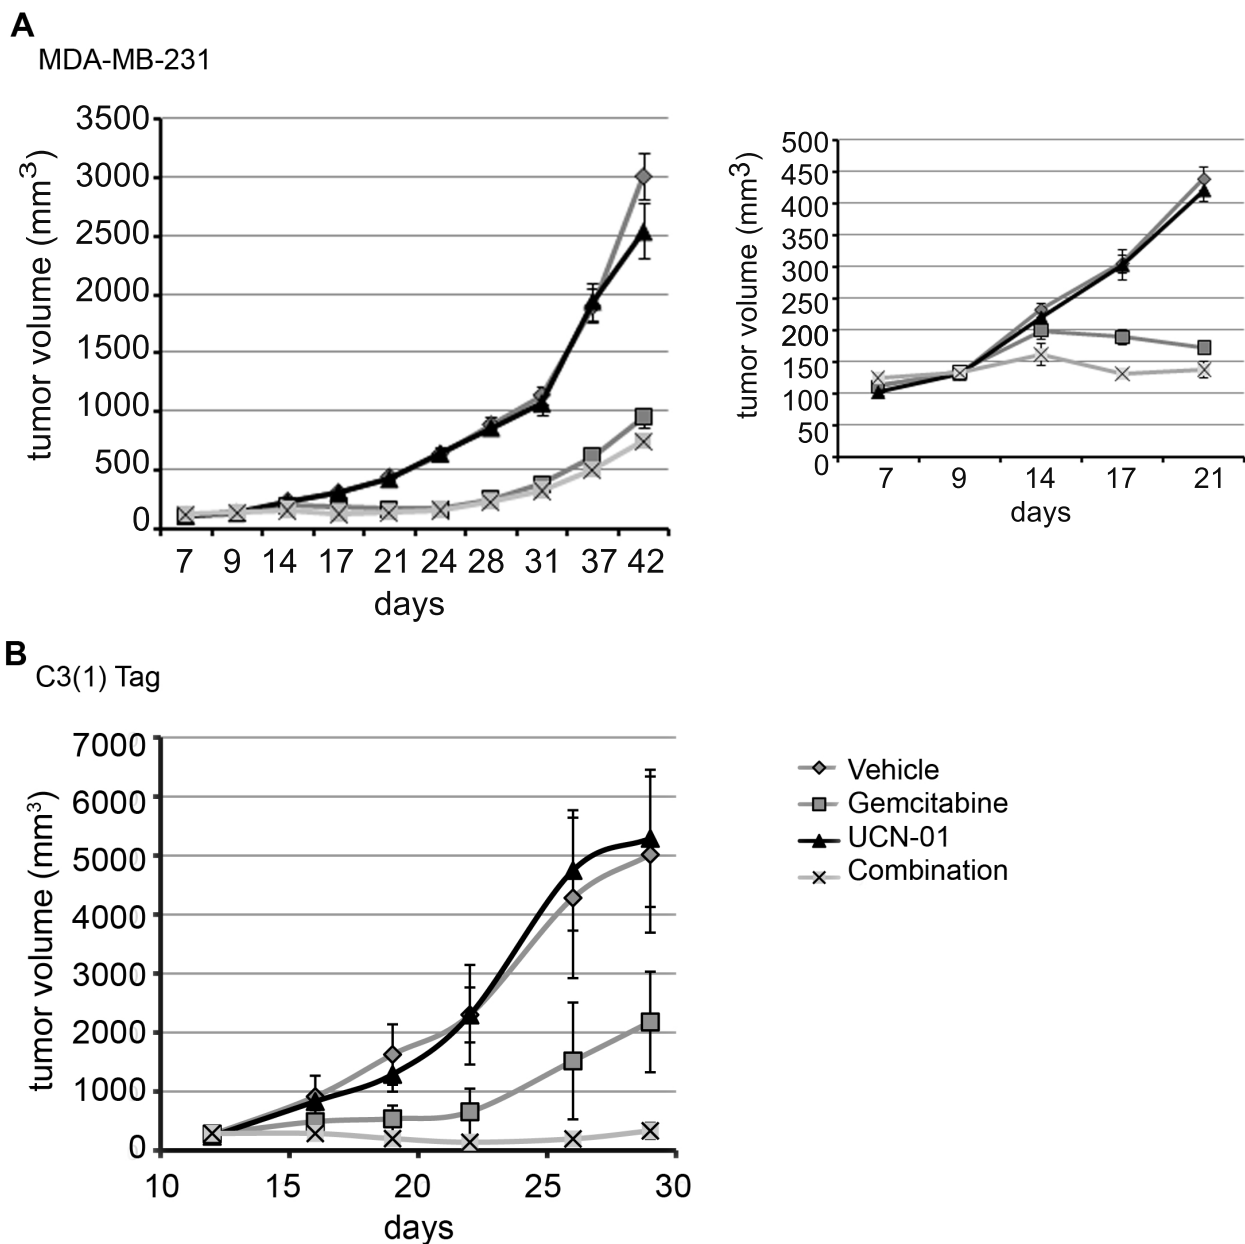 A
MDA-MB-231
tumor volume (mm3)
3500
3000
2500
2000
1500
1000
500
0
7 9 14 17 21 24 28 31 37 42
days
tumor volume (mm3)
500
450
400
350
300
250
200
150
100
50
0
7 9 14 17 21
days
B
C3(1) Tag
tumor volume (mm3)
7000
6000
5000
4000
3000
2000
1000
0
10 15 20 25 30
days
Vehicle
Gemcitabine
UCN-01
Combination